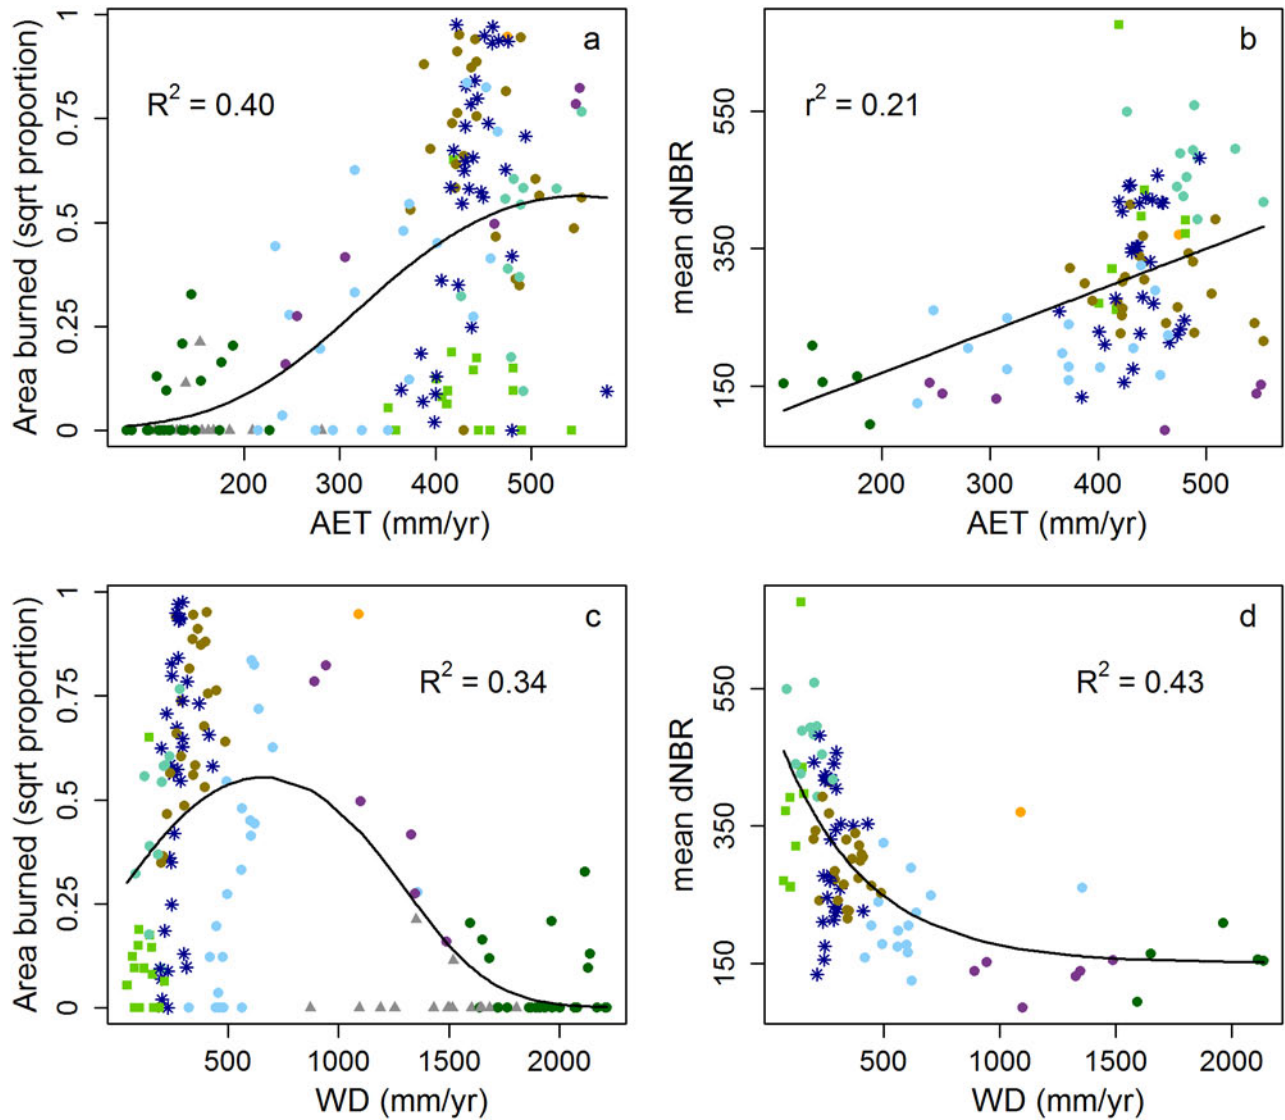 a
R² = 0.40
Area burned (sqrt proportion)
0 0.25 0.5 0.75 1
200 300 400 500
AET (mm/yr)
b
r² = 0.21
mean dNBR
150 350 550
200 300 400 500
AET (mm/yr)
c
R² = 0.34
Area burned (sqrt proportion)
0 0.25 0.5 0.75 1
500 1000 1500 2000
WD (mm/yr)
d
R² = 0.43
mean dNBR
150 350 550
500 1000 1500 2000
WD (mm/yr)